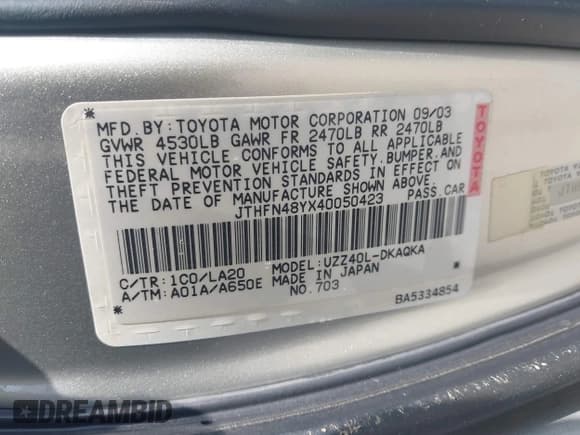 MFD.BY:TOYOTA MOTOR CORPORATION 09/03
GVWR 4530LB GAWR FR 2470LB RR 2470LB
THIS VEHICLE CONFORMS TO ALL APPLICABLE
FEDERAL MOTOR VEHICLE SAFETY,BUMPER,AND
THEFT PREVENTION STANDARDS IN EFFECT ON
THE DATE OF MANUFACTURE SHOWN ABOVE.
JTHFN48YX40050423 PASS.CAR
TOYOTA
C/TR:1C0/LA20 MODEL:UZZ40L-DKAQKA
A/TM:A01A/A650E MADE IN JAPAN
NO.703
BA5334854
TOYOTA
DREAMBID